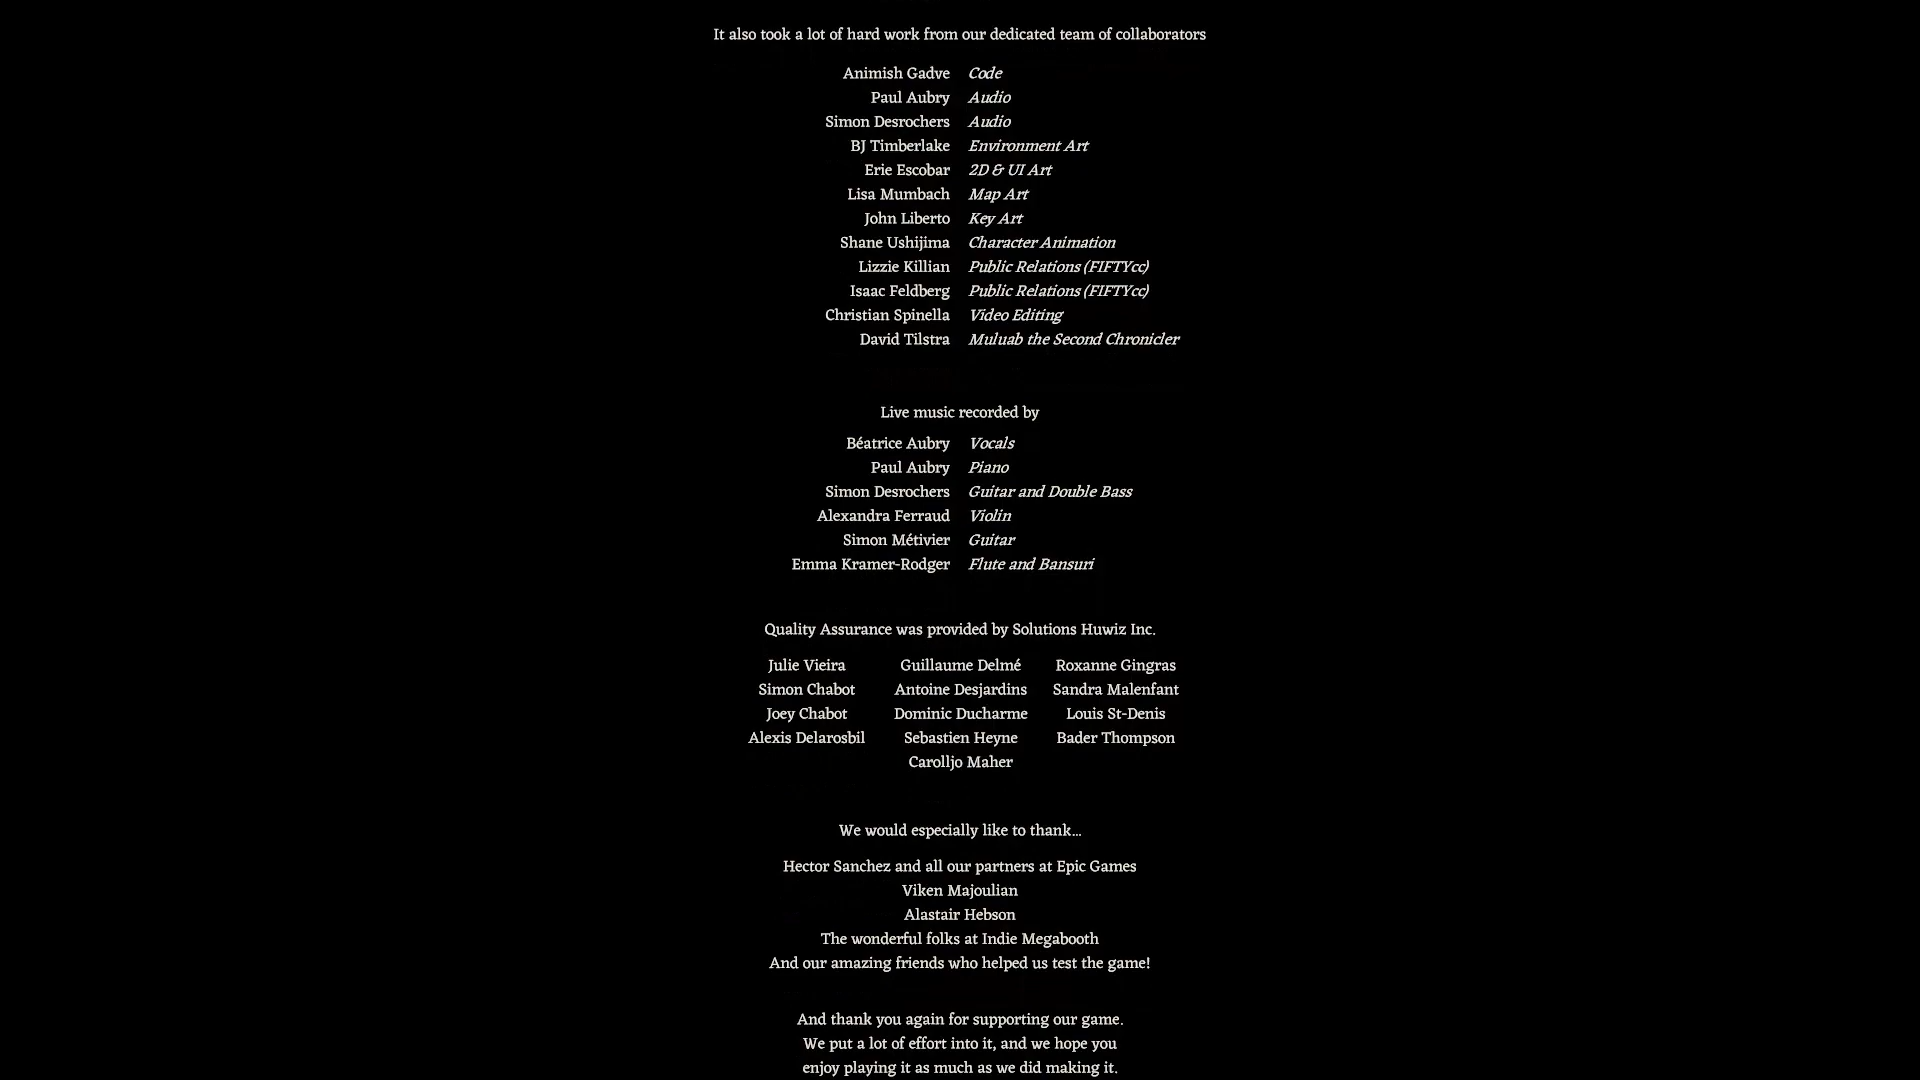 It also took a lot of hard work from our dedicated team of collaborators
Animish Gadve Code
Paul Aubry Audio
Simon Desrochers Audio
BJ Timberlake Environment Art
Erie Escobar 2D & UI Art
Lisa Mumbach Map Art
John Liberto Key Art
Shane Ushijima Character Animation
Lizzie Killian Public Relations (FIFTYcc)
Isaac Feldberg Public Relations (FIFTYcc)
Christian Spinella Video Editing
David Tilstra Muluab the Second Chronicler
Live music recorded by
Béatrice Aubry Vocals
Paul Aubry Piano
Simon Desrochers Guitar and Double Bass
Alexandra Ferraud Violin
Simon Métivier Guitar
Emma Kramer-Rodger Flute and Bansuri
Quality Assurance was provided by Solutions Huwiz Inc.
Julie Vieira Guillaume Delmé Roxanne Gingras
Simon Chabot Antoine Desjardins Sandra Malenfant
Joey Chabot Dominic Ducharme Louis St-Denis
Alexis Delarosbil Sebastien Heyne Bader Thompson
Carolljo Maher
We would especially like to thank...
Hector Sanchez and all our partners at Epic Games
Viken Majoulian
Alastair Hebson
The wonderful folks at Indie Megabooth
And our amazing friends who helped us test the game!
And thank you again for supporting our game.
We put a lot of effort into it, and we hope you
enjoy playing it as much as we did making it.